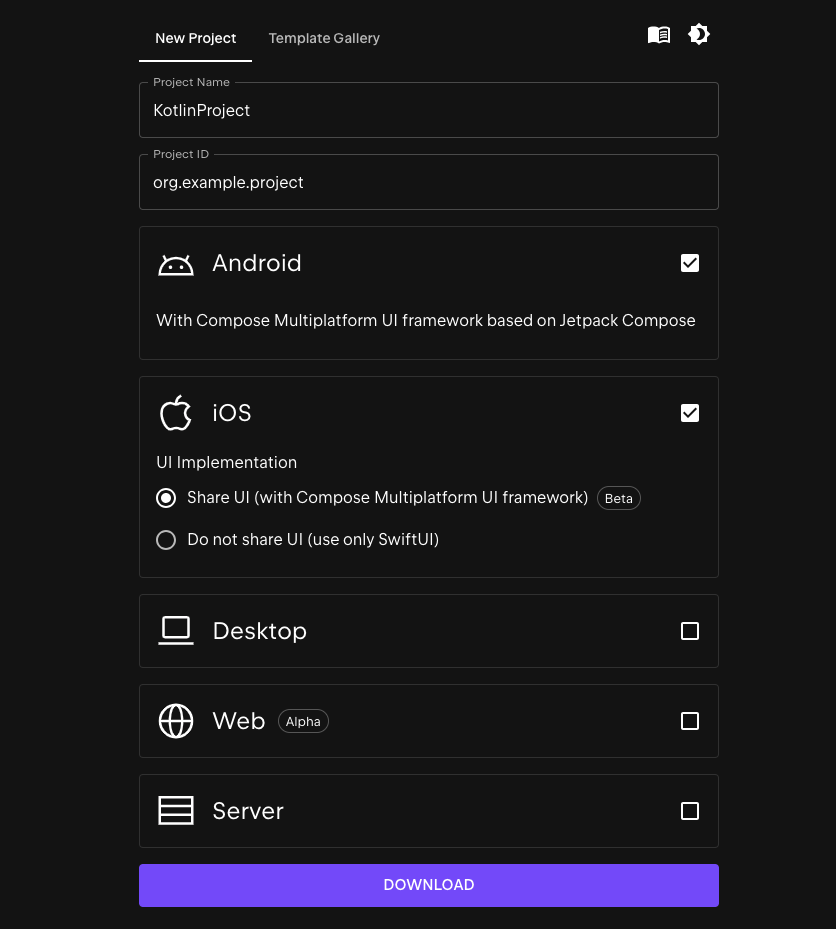 New Project
Template Gallery
Project Name
KotlinProject
Project ID
org.example.project
Android
With Compose Multiplatform UI framework based on Jetpack Compose
iOS
UI Implementation
Share UI (with Compose Multiplatform UI framework) Beta
Do not share UI (use only SwiftUI)
Desktop
Web Alpha
Server
DOWNLOAD